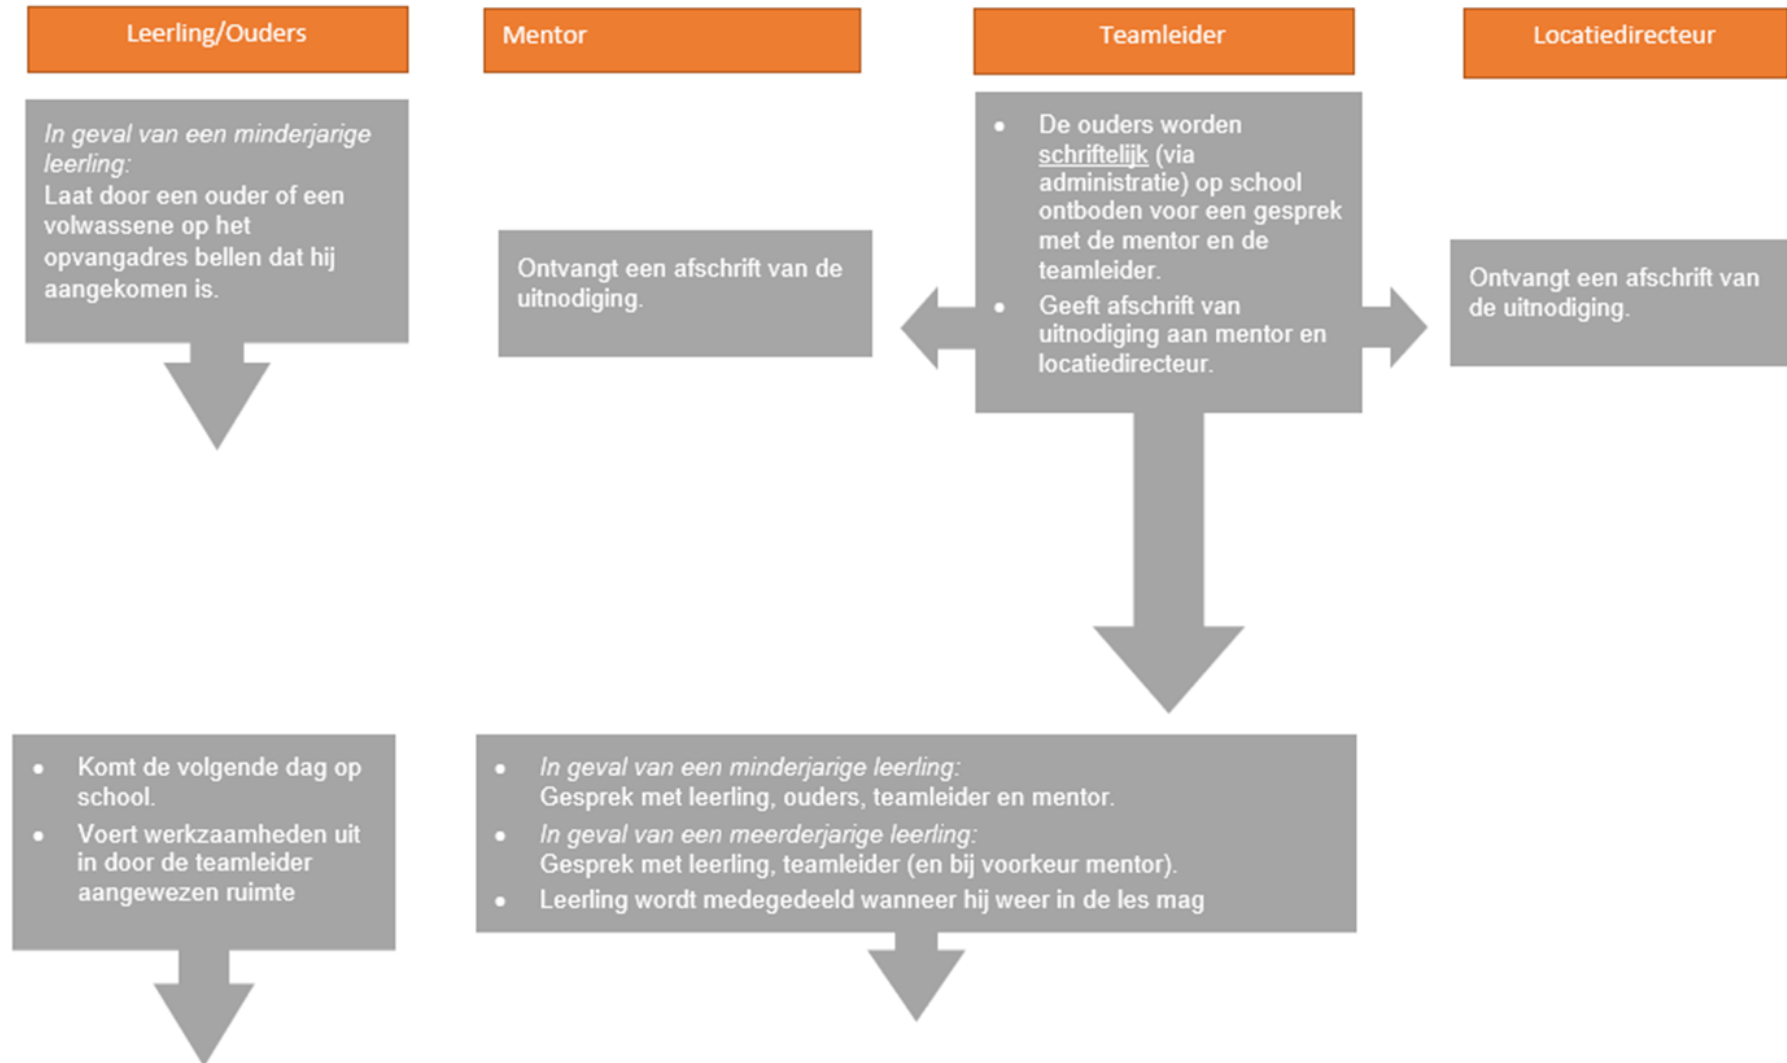 Leerling/Ouders
Mentor
Teamleider
Locatiedirecteur
In geval van een minderjarige
leerling:
Laat door een ouder of een
volwassene op het
opvangadres bellen dat hij
aangekomen is.
Ontvangt een afschrift van de
uitnodiging.
• De ouders worden
schriftelijk (via
administratie) op school
ontboden voor een gesprek
met de mentor en de
teamleider.
• Geeft afschrift van
uitnodiging aan mentor en
locatiedirecteur.
Ontvangt een afschrift van
de uitnodiging.
• Komt de volgende dag op
school.
• Voert werkzaamheden uit
in door de teamleider
aangewezen ruimte
• In geval van een minderjarige leerling:
Gesprek met leerling, ouders, teamleider en mentor.
• In geval van een meerderjarige leerling:
Gesprek met leerling, teamleider (en bij voorkeur mentor).
• Leerling wordt medegedeeld wanneer hij weer in de les mag